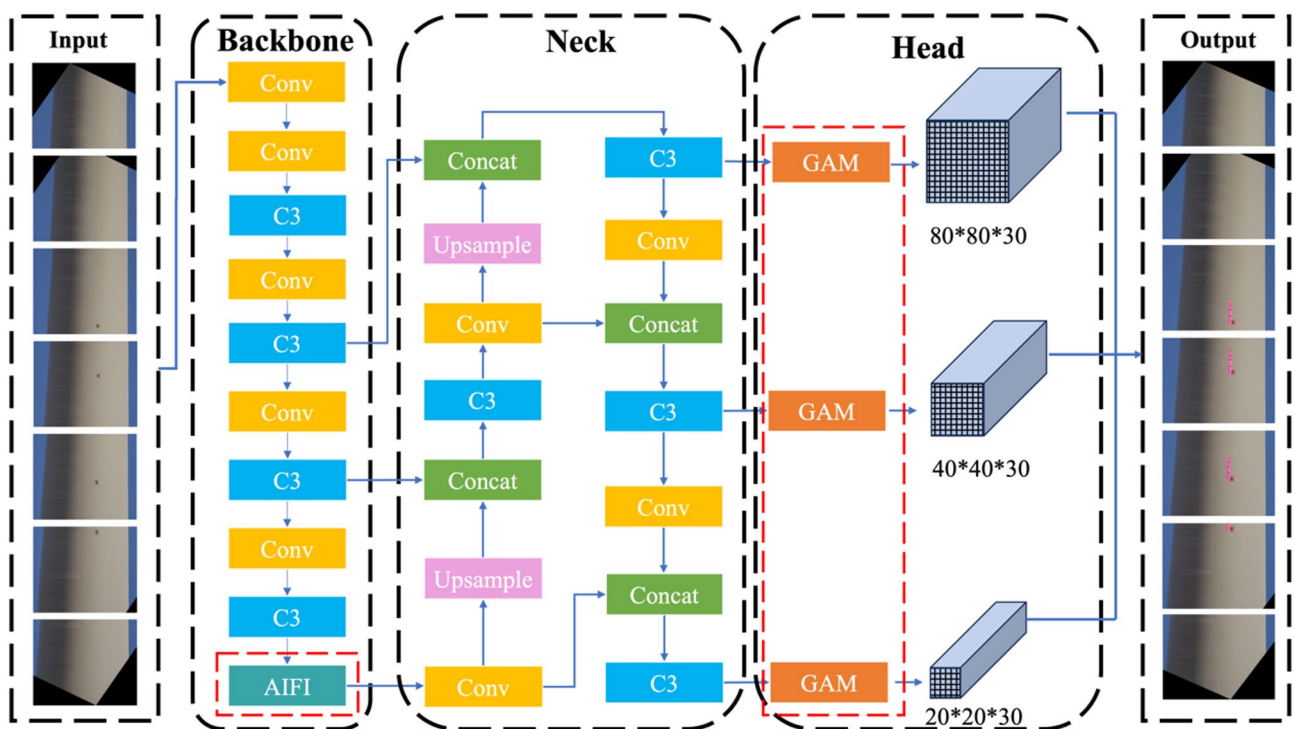 Input
Backbone
Neck
Head
Output
Conv
Conv
C3
Conv
C3
Conv
C3
Conv
C3
AIFI
Concat
Upsample
Conv
C3
Concat
Upsample
Conv
C3
Conv
Concat
C3
Conv
Concat
C3
GAM
80*80*30
GAM
40*40*30
GAM
20*20*30